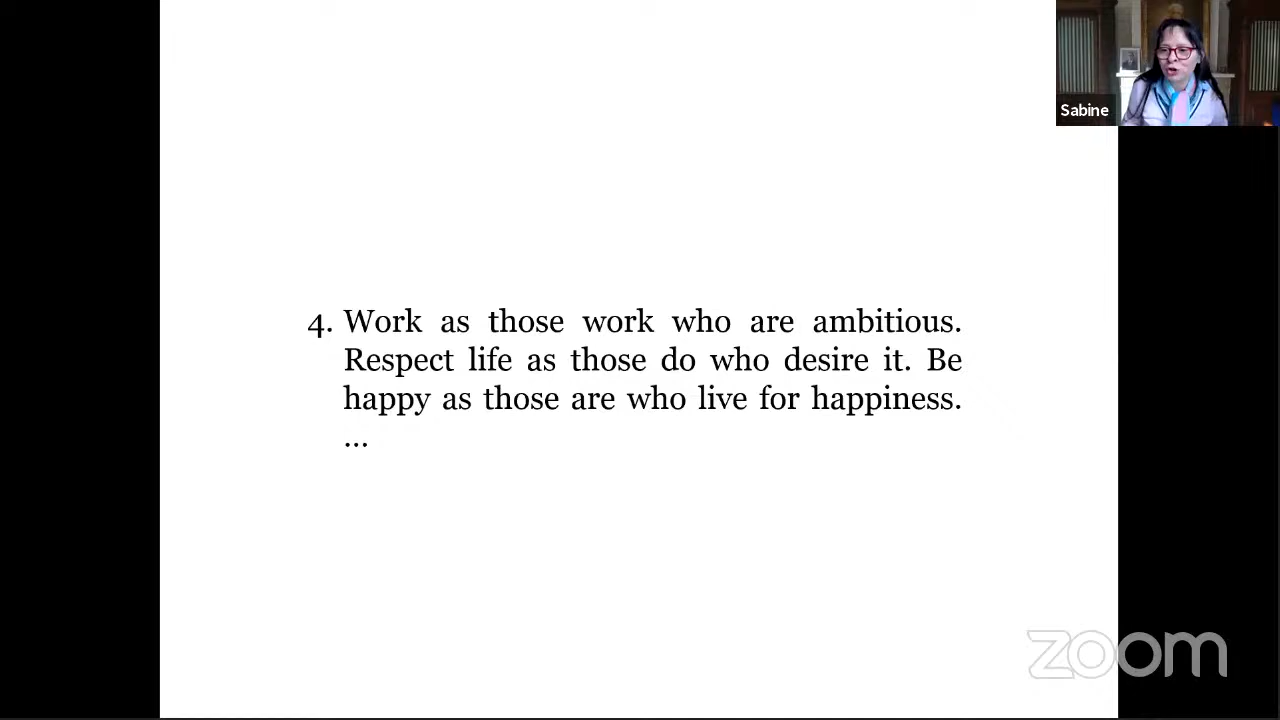 Sabine
4. Work as those work who are ambitious.
Respect life as those do who desire it. Be
happy as those are who live for happiness.
...
zoom